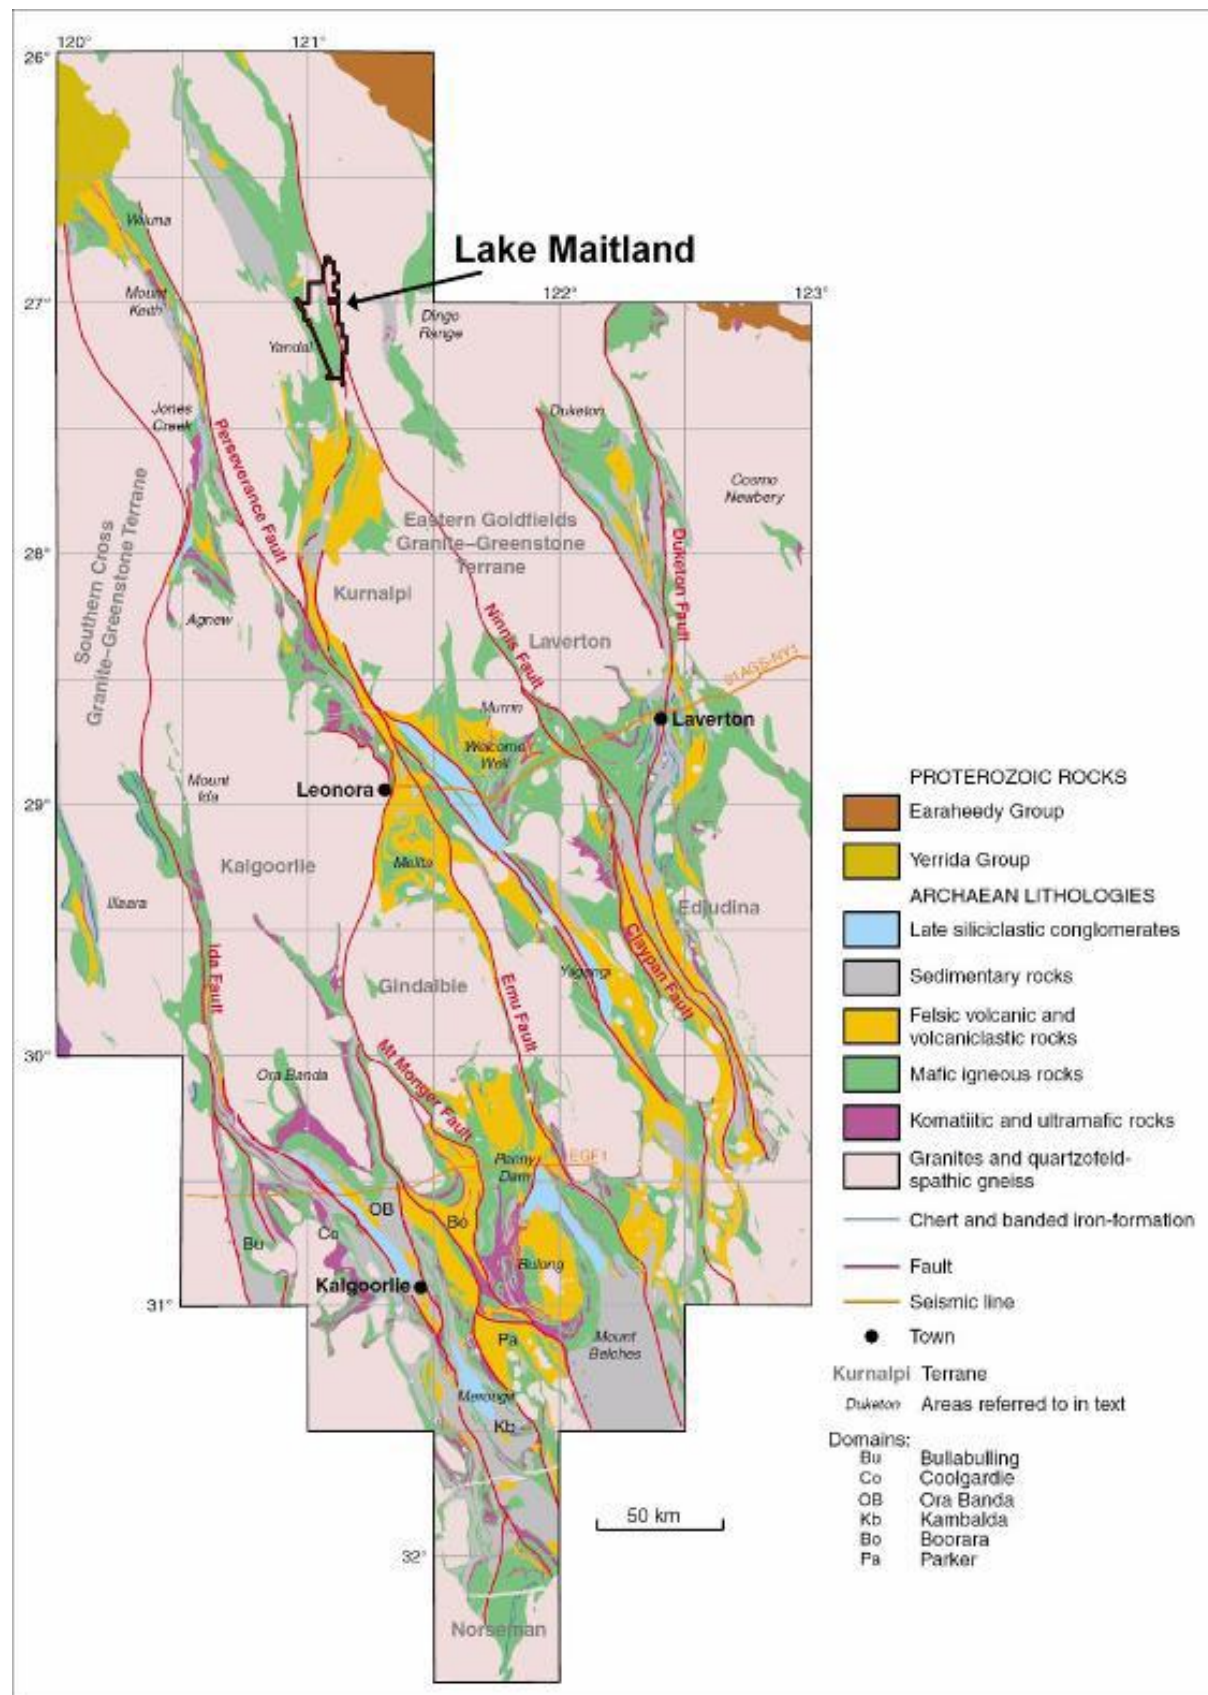 120°
121°
26°
Wiluna
Lake Maitland
Mount
Keith
27°
122°
123°
Dingo
Range
Yandal
Jones
Creek
Duketon
Perseverance Fault
Cosmo
Newbery
Southern Cross
Granite–Greenstone Terrane
Eastern Goldfields
Granite–Greenstone
Terrane
28°
Duketon Fault
Kurnalpi
Agnew
Ninnis Fault
Laverton
01AGS-NY1
Murrin
Laverton
Welcome
Well
Mount
Ida
Leonora
29°
Kalgoorlie
Melita
Illaara
Edjudina
Ida Fault
Claypan Fault
Yilgangi
Gindalbie
Emu Fault
30°
Ora Banda
Mt Monger Fault
Penny
Dam
EGF1
OB
Bo
Co
Bu
Bulong
Kalgoorlie
31°
Pa
Mount
Belches
Kb
32°
Norseman
50 km
PROTEROZOIC ROCKS
Earaheedy Group
Yerrida Group
ARCHAEAN LITHOLOGIES
Late siliciclastic conglomerates
Sedimentary rocks
Felsic volcanic and
volcaniclastic rocks
Mafic igneous rocks
Komatiitic and ultramafic rocks
Granites and quartzofeld-
spathic gneiss
Chert and banded iron-formation
Fault
Seismic line
Town
Kurnalpi Terrane
Duketon Areas referred to in text
Domains:
Bu Bullabulling
Co Coolgardie
OB Ora Banda
Kb Kambalda
Bo Boorara
Pa Parker